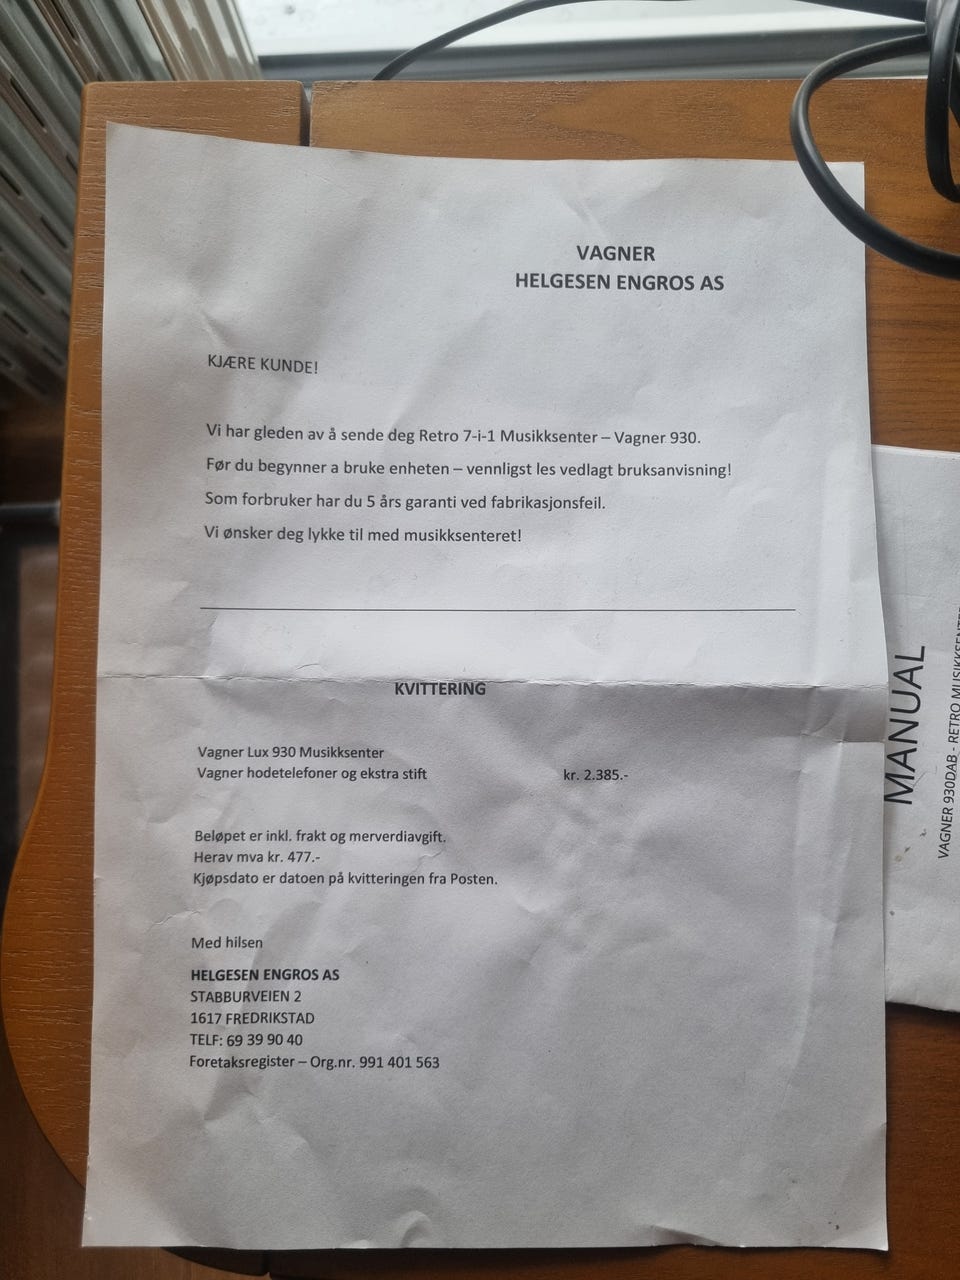 VAGNER
HELGESEN ENGROS AS
KJÆRE KUNDE!
Vi har gleden av å sende deg Retro 7-i-1 Musikksenter – Vagner 930.
Før du begynner a bruke enheten – vennligst les vedlagt bruksanvisning!
Som forbruker har du 5 års garanti ved fabrikasjonsfeil.
Vi ønsker deg lykke til med musikksenteret!
KVITTERING
Vagner Lux 930 Musikksenter
Vagner hodetelefoner og ekstra stift kr. 2.385.-
Beløpet er inkl. frakt og merverdiavgift.
Herav mva kr. 477.-
Kjøpsdato er datoen på kvitteringen fra Posten.
Med hilsen
HELGESEN ENGROS AS
STABBURVEIEN 2
1617 FREDRIKSTAD
TELF: 69 39 90 40
Foretaksregister – Org.nr. 991 401 563
MANUAL
VAGNER 930DAB - RETRO